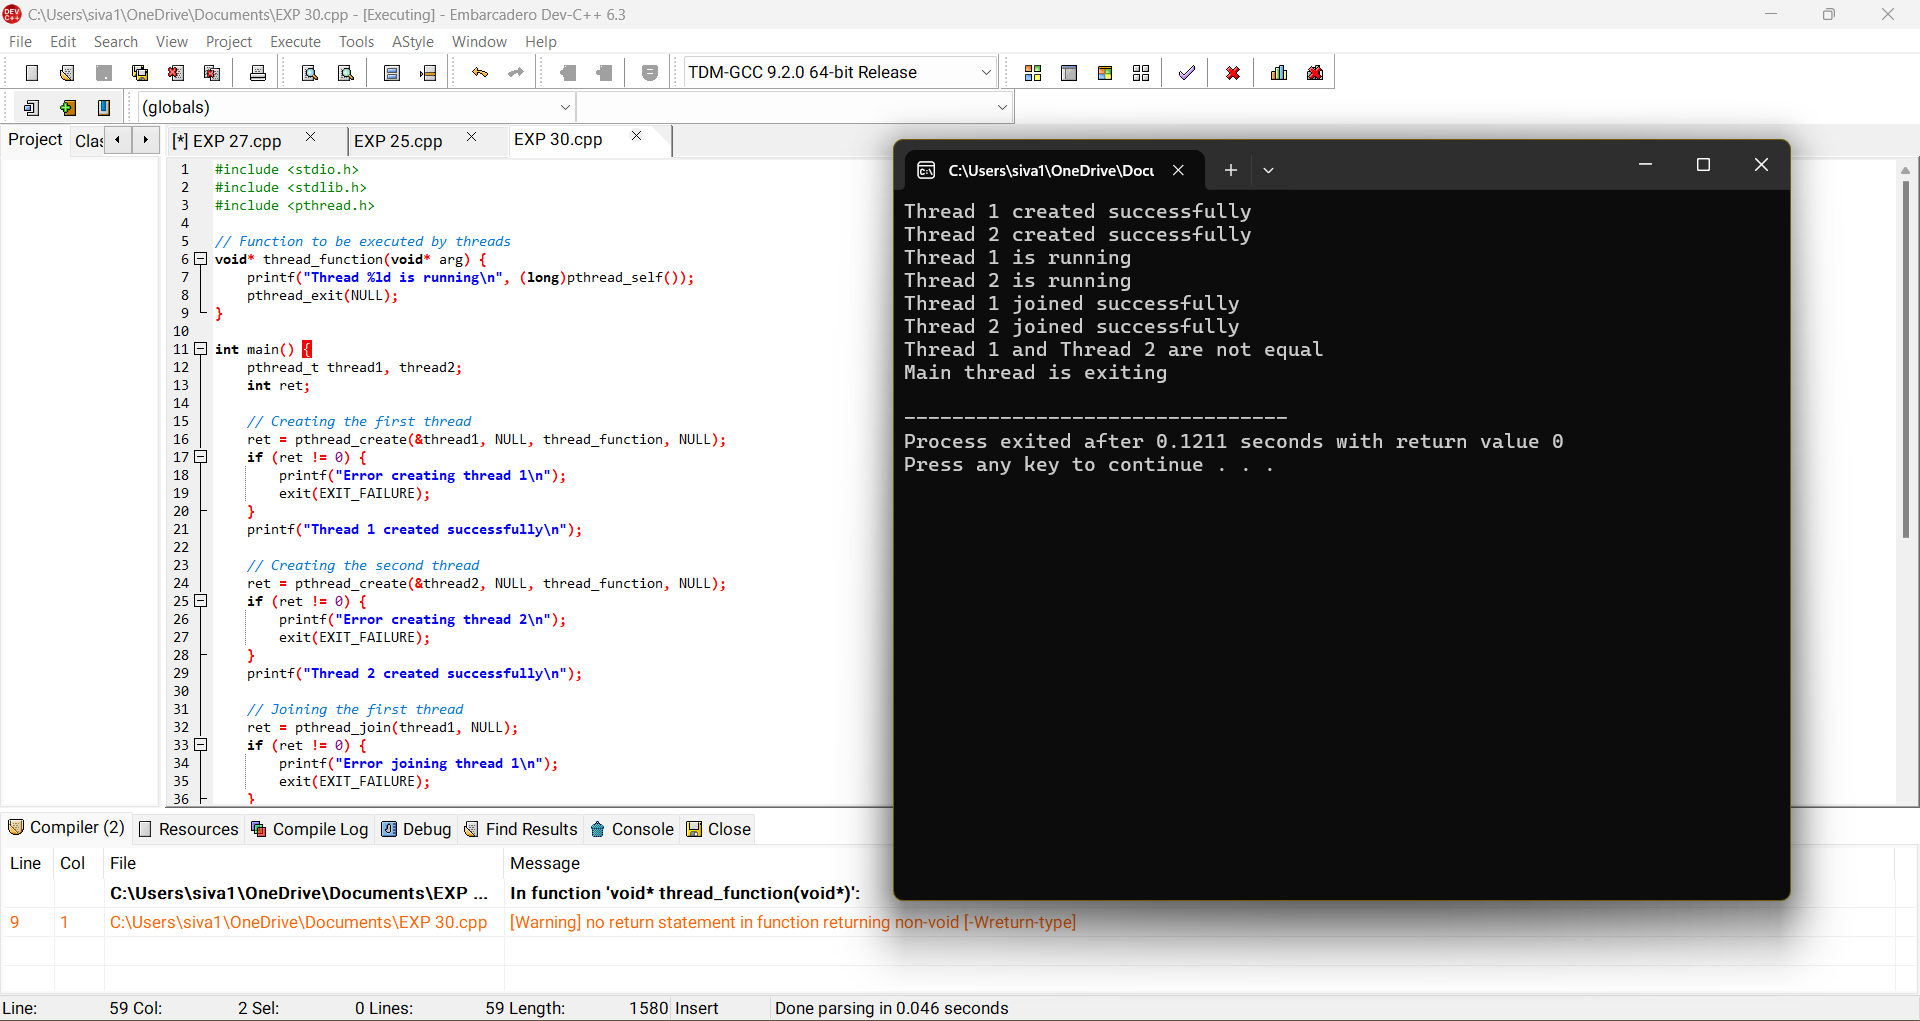 C:\Users\siva1\OneDrive\Documents\EXP 30.cpp - [Executing] - Embarcadero Dev-C++ 6.3
File Edit Search View Project Execute Tools AStyle Window Help
TDM-GCC 9.2.0 64-bit Release
(globals)
Project Clas [*] EXP 27.cpp EXP 25.cpp EXP 30.cpp
1 #include <stdio.h>
2 #include <stdlib.h>
3 #include <pthread.h>
4
5 // Function to be executed by threads
6 void* thread_function(void* arg) {
7 printf("Thread %ld is running\n", (long)pthread_self());
8 pthread_exit(NULL);
9 }
10
11 int main() {
12 pthread_t thread1, thread2;
13 int ret;
14
15 // Creating the first thread
16 ret = pthread_create(&thread1, NULL, thread_function, NULL);
17 if (ret != 0) {
18 printf("Error creating thread 1\n");
19 exit(EXIT_FAILURE);
20 }
21 printf("Thread 1 created successfully\n");
22
23 // Creating the second thread
24 ret = pthread_create(&thread2, NULL, thread_function, NULL);
25 if (ret != 0) {
26 printf("Error creating thread 2\n");
27 exit(EXIT_FAILURE);
28 }
29 printf("Thread 2 created successfully\n");
30
31 // Joining the first thread
32 ret = pthread_join(thread1, NULL);
33 if (ret != 0) {
34 printf("Error joining thread 1\n");
35 exit(EXIT_FAILURE);
36 }
C:\Users\siva1\OneDrive\Docu
Thread 1 created successfully
Thread 2 created successfully
Thread 1 is running
Thread 2 is running
Thread 1 joined successfully
Thread 2 joined successfully
Thread 1 and Thread 2 are not equal
Main thread is exiting
--------------------------------
Process exited after 0.1211 seconds with return value 0
Press any key to continue . . .
Compiler (2) Resources Compile Log Debug Find Results Console Close
Line Col File Message
C:\Users\siva1\OneDrive\Documents\EXP ... In function 'void* thread_function(void*)':
9 1 C:\Users\siva1\OneDrive\Documents\EXP 30.cpp [Warning] no return statement in function returning non-void [-Wreturn-type]
Line: 59 Col: 2 Sel: 0 Lines: 59 Length: 1580 Insert Done parsing in 0.046 seconds